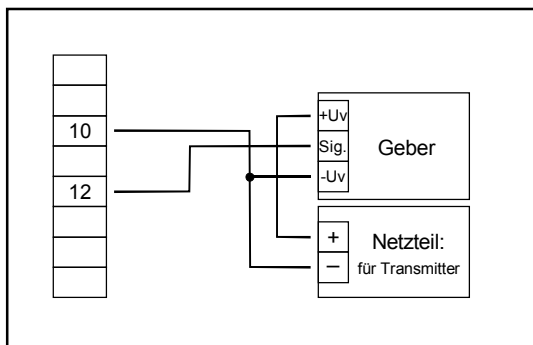 10
12
+Uv
Sig.
-Uv
Geber
+
−
Netzteil:
für Transmitter